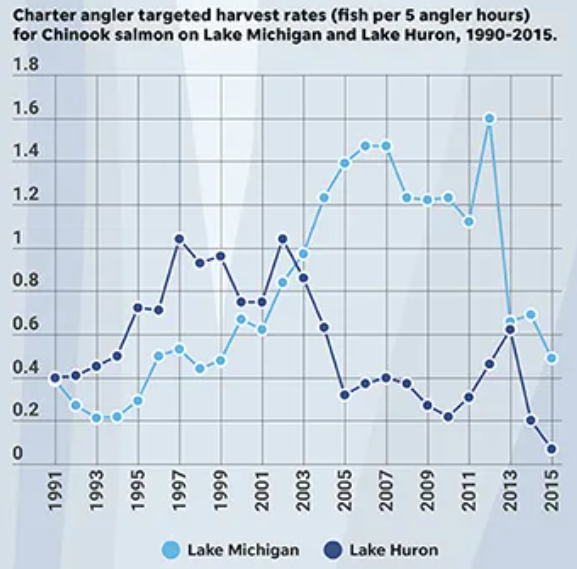 Charter angler targeted harvest rates (fish per 5 angler hours)
for Chinook salmon on Lake Michigan and Lake Huron, 1990-2015.
1.8
1.6
1.4
1.2
1
0.8
0.6
0.4
0.2
0
1991 1993 1995 1997 1999 2001 2003 2005 2007 2009 2011 2013 2015
Lake Michigan Lake Huron